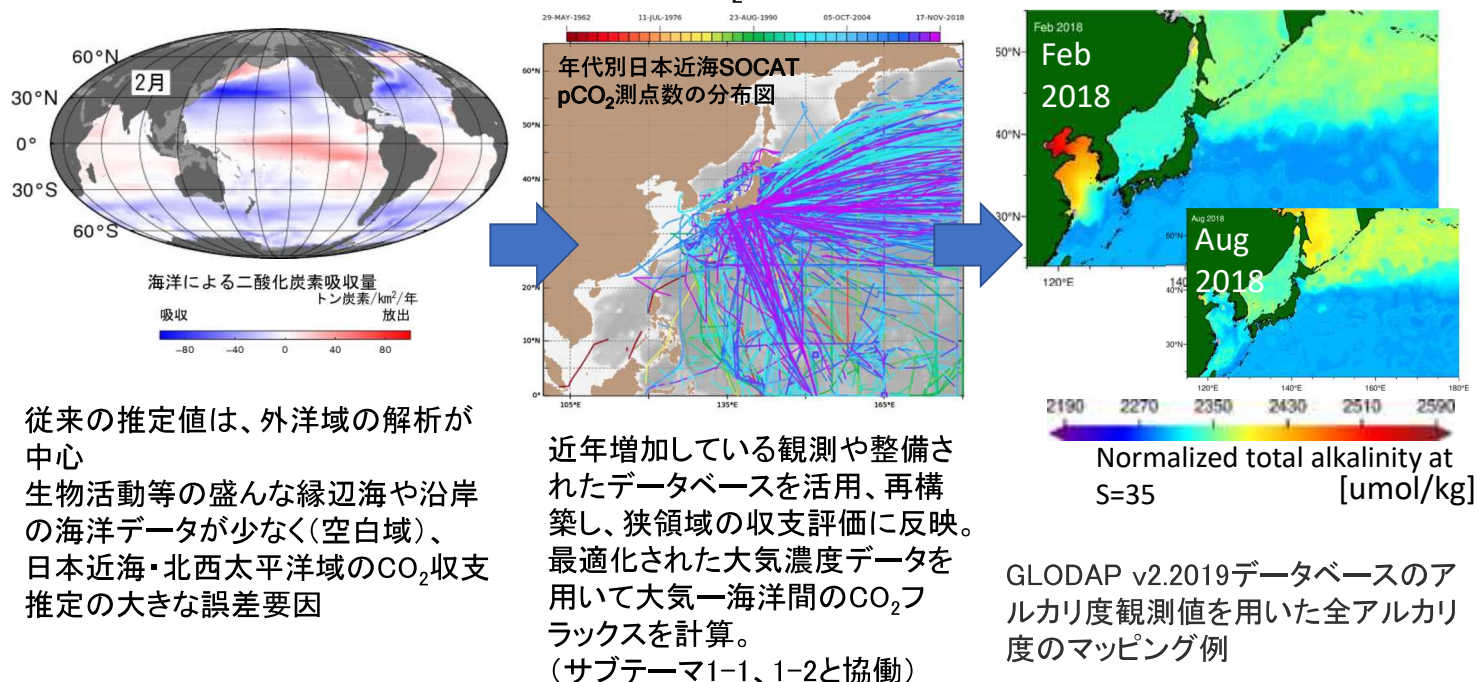 2
60°N
2月
30°N
0°
30°S
60°S
海洋による二酸化炭素吸収量
トン炭素/km²/年
吸収
放出
−80 −40 0 40 80
従来の推定値は、外洋域の解析が
中心
生物活動等の盛んな縁辺海や沿岸
の海洋データが少なく(空白域)、
日本近海・北西太平洋域のCO₂収支
推定の大きな誤差要因
29-MAY-1962 11-JUL-1976 23-AUG-1990 05-OCT-2004 17-NOV-2018
年代別日本近海SOCAT
pCO₂測点数の分布図
60°N
50°N
40°N
20°N
10°N
0°
105°E 135°E 165°E
近年増加している観測や整備さ
れたデータベースを活用、再構
築し、狭領域の収支評価に反映。
最適化された大気濃度データを
用いて大気ー海洋間のCO₂フ
ラックスを計算。
(サブテーマ1-1、1-2と協働)
Feb 2018
Feb
2018
50°N
40°N
30°N
120°E 140
Aug 2018
Aug
2018
50°N
40°N
30°N
120°E 140°E 160°E 180°E
2190 2270 2350 2430 2510 2590
Normalized total alkalinity at
S=35 [umol/kg]
GLODAP v2.2019データベースのア
ルカリ度観測値を用いた全アルカリ
度のマッピング例